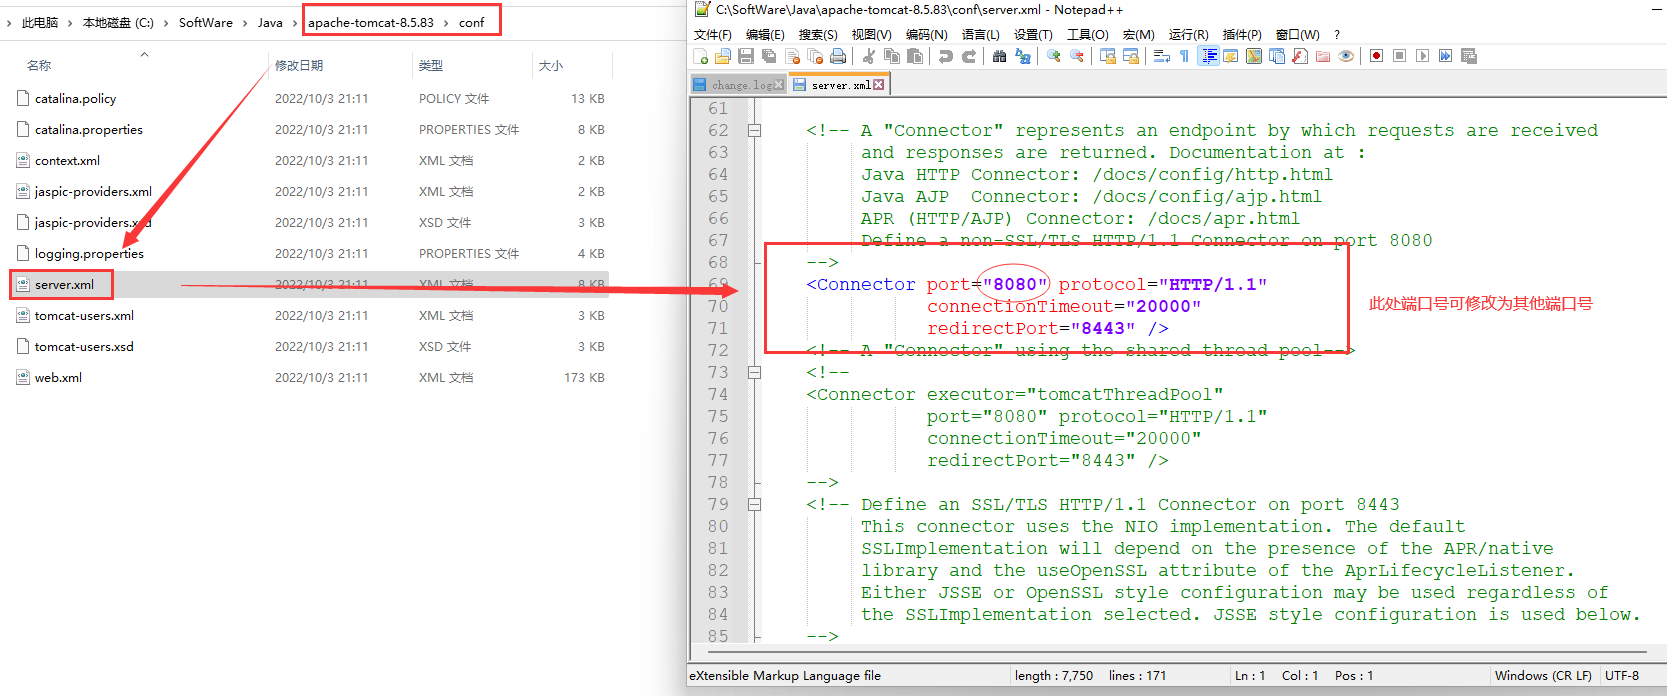 此电脑 › 本地磁盘 (C:) › SoftWare › Java › apache-tomcat-8.5.83 › conf
名称 修改日期 类型 大小
catalina.policy 2022/10/3 21:11 POLICY 文件 13 KB
catalina.properties 2022/10/3 21:11 PROPERTIES 文件 8 KB
context.xml 2022/10/3 21:11 XML 文档 2 KB
jaspic-providers.xml 2022/10/3 21:11 XML 文档 2 KB
jaspic-providers.xsd 2022/10/3 21:11 XSD 文件 3 KB
logging.properties 2022/10/3 21:11 PROPERTIES 文件 4 KB
server.xml 2022/10/3 21:11 XML 文档 8 KB
tomcat-users.xml 2022/10/3 21:11 XML 文档 3 KB
tomcat-users.xsd 2022/10/3 21:11 XSD 文件 3 KB
web.xml 2022/10/3 21:11 XML 文档 173 KB
C:\SoftWare\Java\apache-tomcat-8.5.83\conf\server.xml - Notepad++
文件(F) 编辑(E) 搜索(S) 视图(V) 编码(N) 语言(L) 设置(T) 工具(O) 宏(M) 运行(R) 插件(P) 窗口(W) ?
change.log server.xml
61
62 <!-- A "Connector" represents an endpoint by which requests are received
63 and responses are returned. Documentation at :
64 Java HTTP Connector: /docs/config/http.html
65 Java AJP  Connector: /docs/config/ajp.html
66 APR (HTTP/AJP) Connector: /docs/apr.html
67 Define a non-SSL/TLS HTTP/1.1 Connector on port 8080
68 -->
69 <Connector port="8080" protocol="HTTP/1.1"
70 connectionTimeout="20000"
71 redirectPort="8443" />
此处端口号可修改为其他端口号
72 <!-- A "Connector" using the shared thread pool-->
73 <!--
74 <Connector executor="tomcatThreadPool"
75 port="8080" protocol="HTTP/1.1"
76 connectionTimeout="20000"
77 redirectPort="8443" />
78 -->
79 <!-- Define an SSL/TLS HTTP/1.1 Connector on port 8443
80 This connector uses the NIO implementation. The default
81 SSLImplementation will depend on the presence of the APR/native
82 library and the useOpenSSL attribute of the AprLifecycleListener.
83 Either JSSE or OpenSSL style configuration may be used regardless of
84 the SSLImplementation selected. JSSE style configuration is used below.
85 -->
eXtensible Markup Language file length : 7,750 lines : 171 Ln : 1 Col : 1 Pos : 1 Windows (CR LF) UTF-8